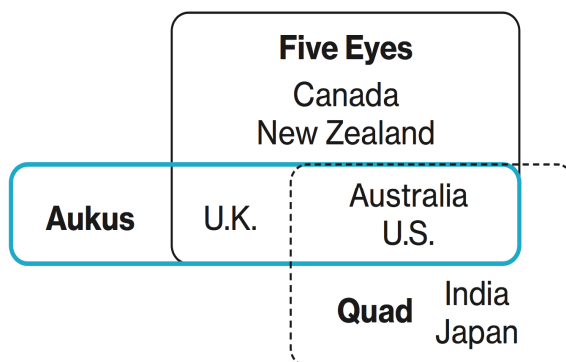 Five Eyes
Canada
New Zealand
Aukus
U.K.
Australia
U.S.
Quad
India
Japan